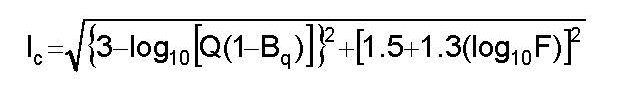 I_c=√{3–log₁₀[Q(1–B_q)]}²+[1.5+1.3(log₁₀F)]²